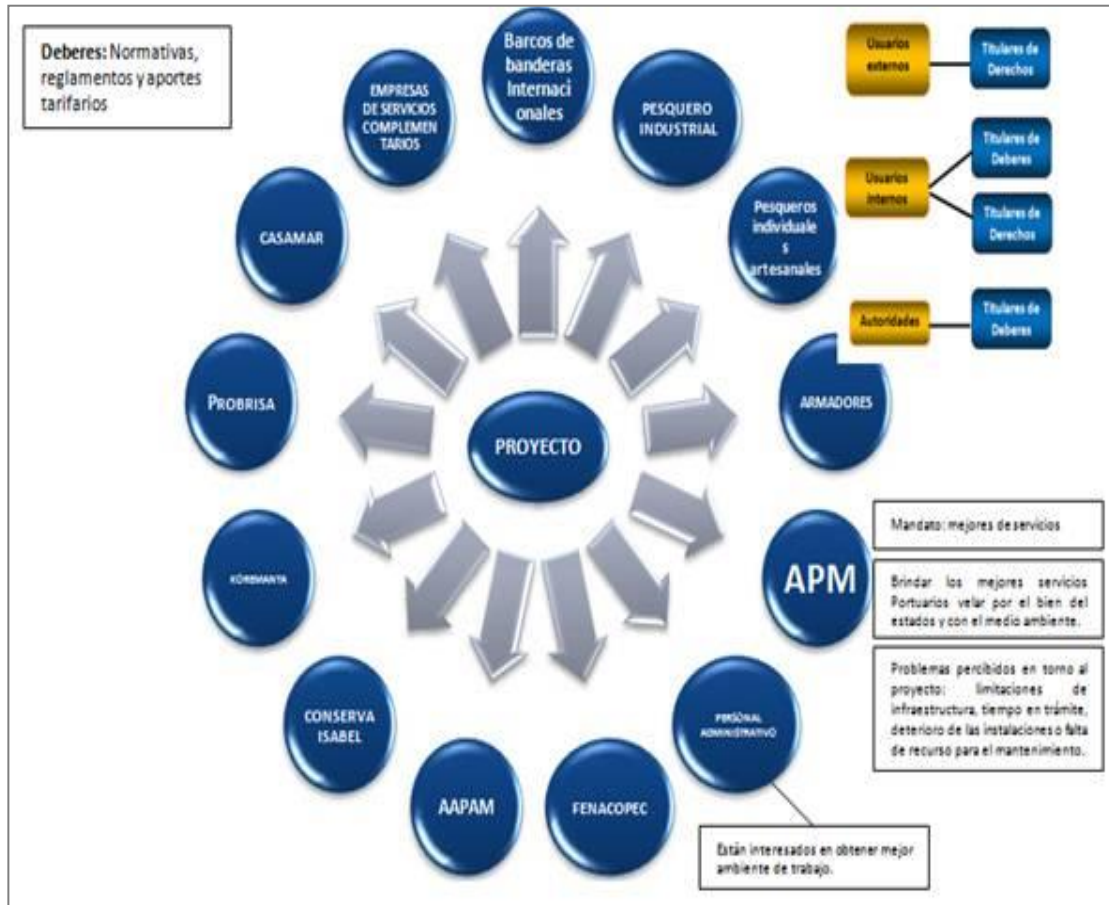 Deberes: Normativas,
reglamentos y aportes
tarifarios
Barcos de
banderas
Internaci
onales
EMPRESAS
DE SERVICIOS
COMPLEMEN
TARIOS
PESQUERO
INDUSTRIAL
Usuarios
externos
Titulares de
Derechos
Titulares de
Deberes
Usuarios
internos
Titulares de
Derechos
Autoridades
Titulares de
Deberes
CASAMAR
Pesqueros
individuale
s
artesanales
PROBRISA
ARMADORES
PROYECTO
KOREMANYA
APM
Mandato: mejores de servicios
Brindar los mejores servicios
Portuarios velar por el bien del
estados y con el medio ambiente.
Problemas percibidos en torno al
proyecto: limitaciones de
infraestructura, tiempo en trámite,
deterioro de las instalaciones o falta
de recurso para el mantenimiento.
CONSERVA
ISABEL
PERSONAL
ADMINISTRATIVO
AAPAM
FENACOPEC
Están interesados en obtener mejor
ambiente de trabajo.